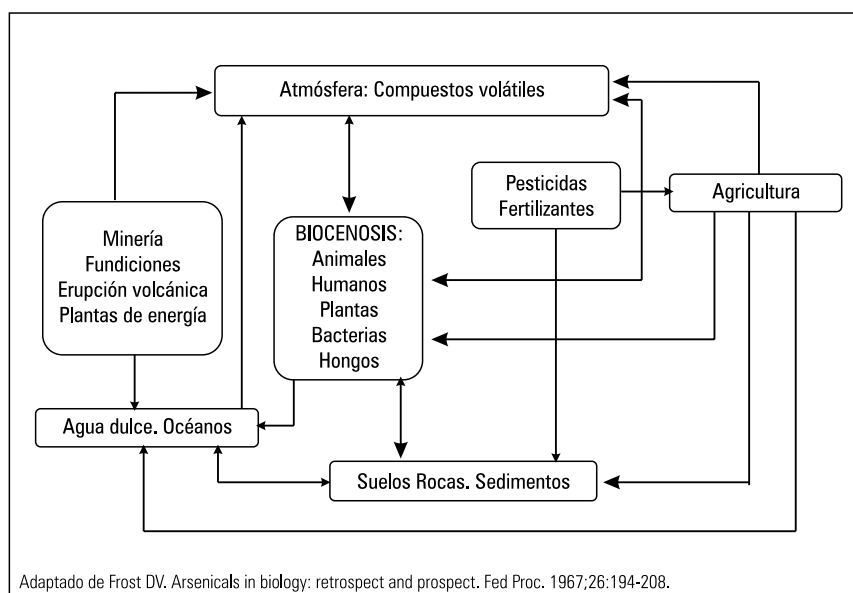 Atmósfera: Compuestos volátiles
Pesticidas
Fertilizantes
Agricultura
Minería
Fundiciones
Erupción volcánica
Plantas de energía
BIOCENOSIS:
Animales
Humanos
Plantas
Bacterias
Hongos
Agua dulce. Océanos
Suelos Rocas. Sedimentos
Adaptado de Frost DV. Arsenicals in biology: retrospect and prospect. Fed Proc. 1967;26:194-208.